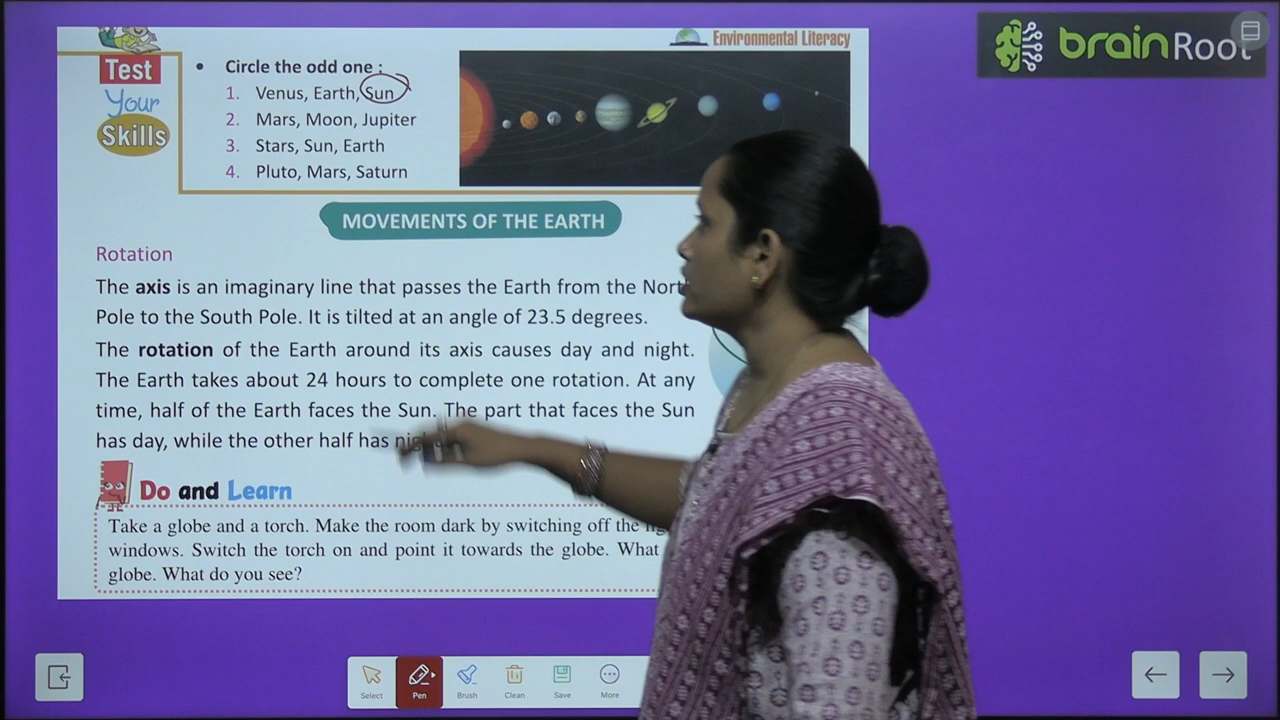 Environmental Literacy
brainRoot
Test
Your
Skills
• Circle the odd one :
1. Venus, Earth, Sun
2. Mars, Moon, Jupiter
3. Stars, Sun, Earth
4. Pluto, Mars, Saturn
MOVEMENTS OF THE EARTH
Rotation
The axis is an imaginary line that passes the Earth from the North
Pole to the South Pole. It is tilted at an angle of 23.5 degrees.
The rotation of the Earth around its axis causes day and night.
The Earth takes about 24 hours to complete one rotation. At any
time, half of the Earth faces the Sun. The part that faces the Sun
has day, while the other half has
Do and Learn
Take a globe and a torch. Make the room dark by switching off the
windows. Switch the torch on and point it towards the globe. What
globe. What do you see?
Select Pen Brush Clean Save More